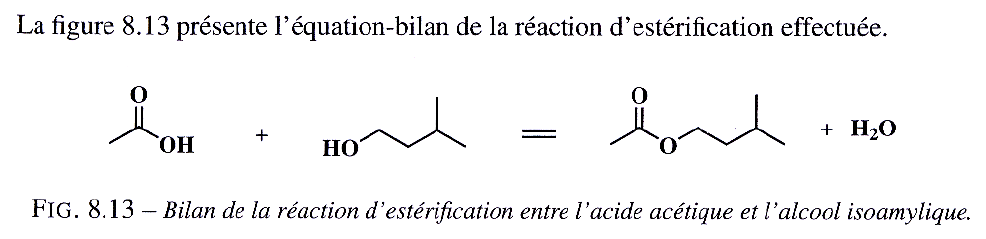 La figure 8.13 présente l'équation-bilan de la réaction d'estérification effectuée.
O O
OH + HO O + H₂O
FIG. 8.13 – Bilan de la réaction d'estérification entre l'acide acétique et l'alcool isoamylique.